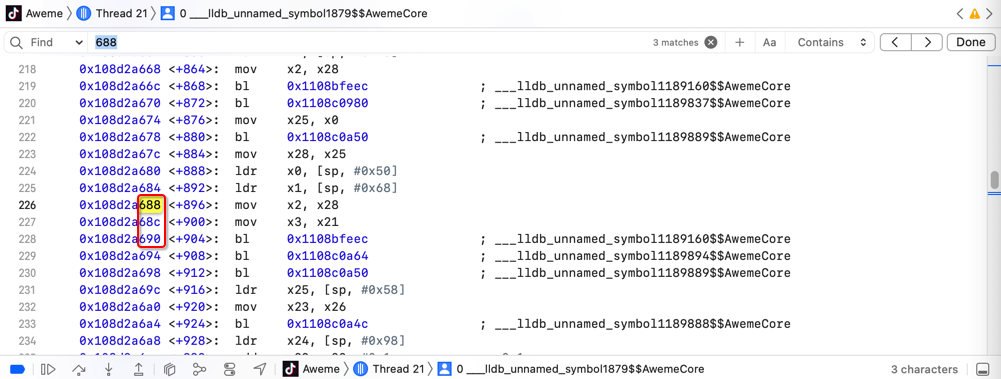 Aweme Thread 21 0 ___lldb_unnamed_symbol1879$$AwemeCore
Find 688 3 matches + Aa Contains Done
218 0x108d2a668 <+864>: mov x2, x28
219 0x108d2a66c <+868>: bl 0x1108bfeec ; ___lldb_unnamed_symbol1189160$$AwemeCore
220 0x108d2a670 <+872>: bl 0x1108c0980 ; ___lldb_unnamed_symbol1189837$$AwemeCore
221 0x108d2a674 <+876>: mov x25, x0
222 0x108d2a678 <+880>: bl 0x1108c0a50 ; ___lldb_unnamed_symbol1189889$$AwemeCore
223 0x108d2a67c <+884>: mov x28, x25
224 0x108d2a680 <+888>: ldr x0, [sp, #0x50]
225 0x108d2a684 <+892>: ldr x1, [sp, #0x68]
226 0x108d2a688 <+896>: mov x2, x28
227 0x108d2a68c <+900>: mov x3, x21
228 0x108d2a690 <+904>: bl 0x1108bfeec ; ___lldb_unnamed_symbol1189160$$AwemeCore
229 0x108d2a694 <+908>: bl 0x1108c0a64 ; ___lldb_unnamed_symbol1189894$$AwemeCore
230 0x108d2a698 <+912>: bl 0x1108c0a50 ; ___lldb_unnamed_symbol1189889$$AwemeCore
231 0x108d2a69c <+916>: ldr x25, [sp, #0x58]
232 0x108d2a6a0 <+920>: mov x23, x26
233 0x108d2a6a4 <+924>: bl 0x1108c0a4c ; ___lldb_unnamed_symbol1189888$$AwemeCore
234 0x108d2a6a8 <+928>: ldr x24, [sp, #0x98]
Aweme Thread 21 0 ___lldb_unnamed_symbol1879$$AwemeCore 3 characters